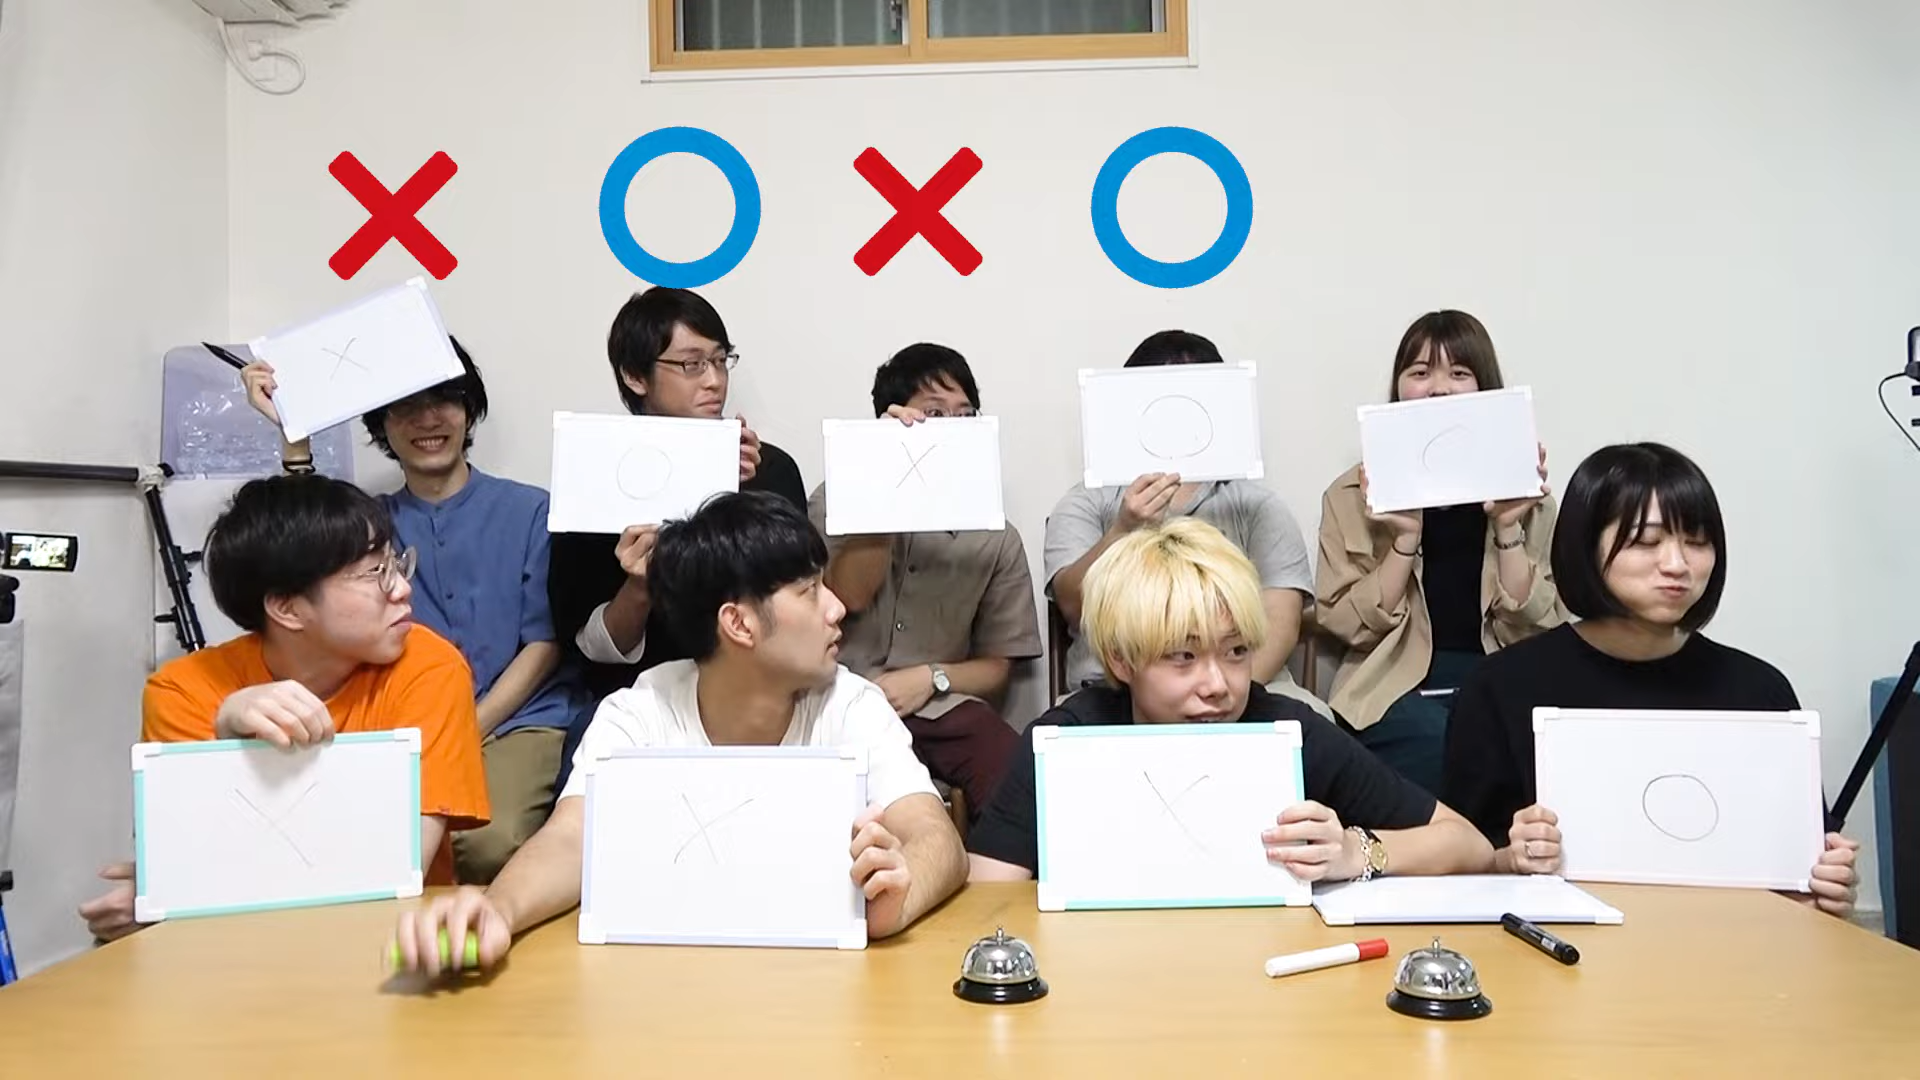 × ○ × ○
× ○ × ○ ○
× × × ○